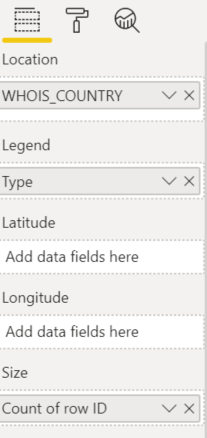 Location
WHOIS_COUNTRY
Legend
Type
Latitude
Add data fields here
Longitude
Add data fields here
Size
Count of row ID